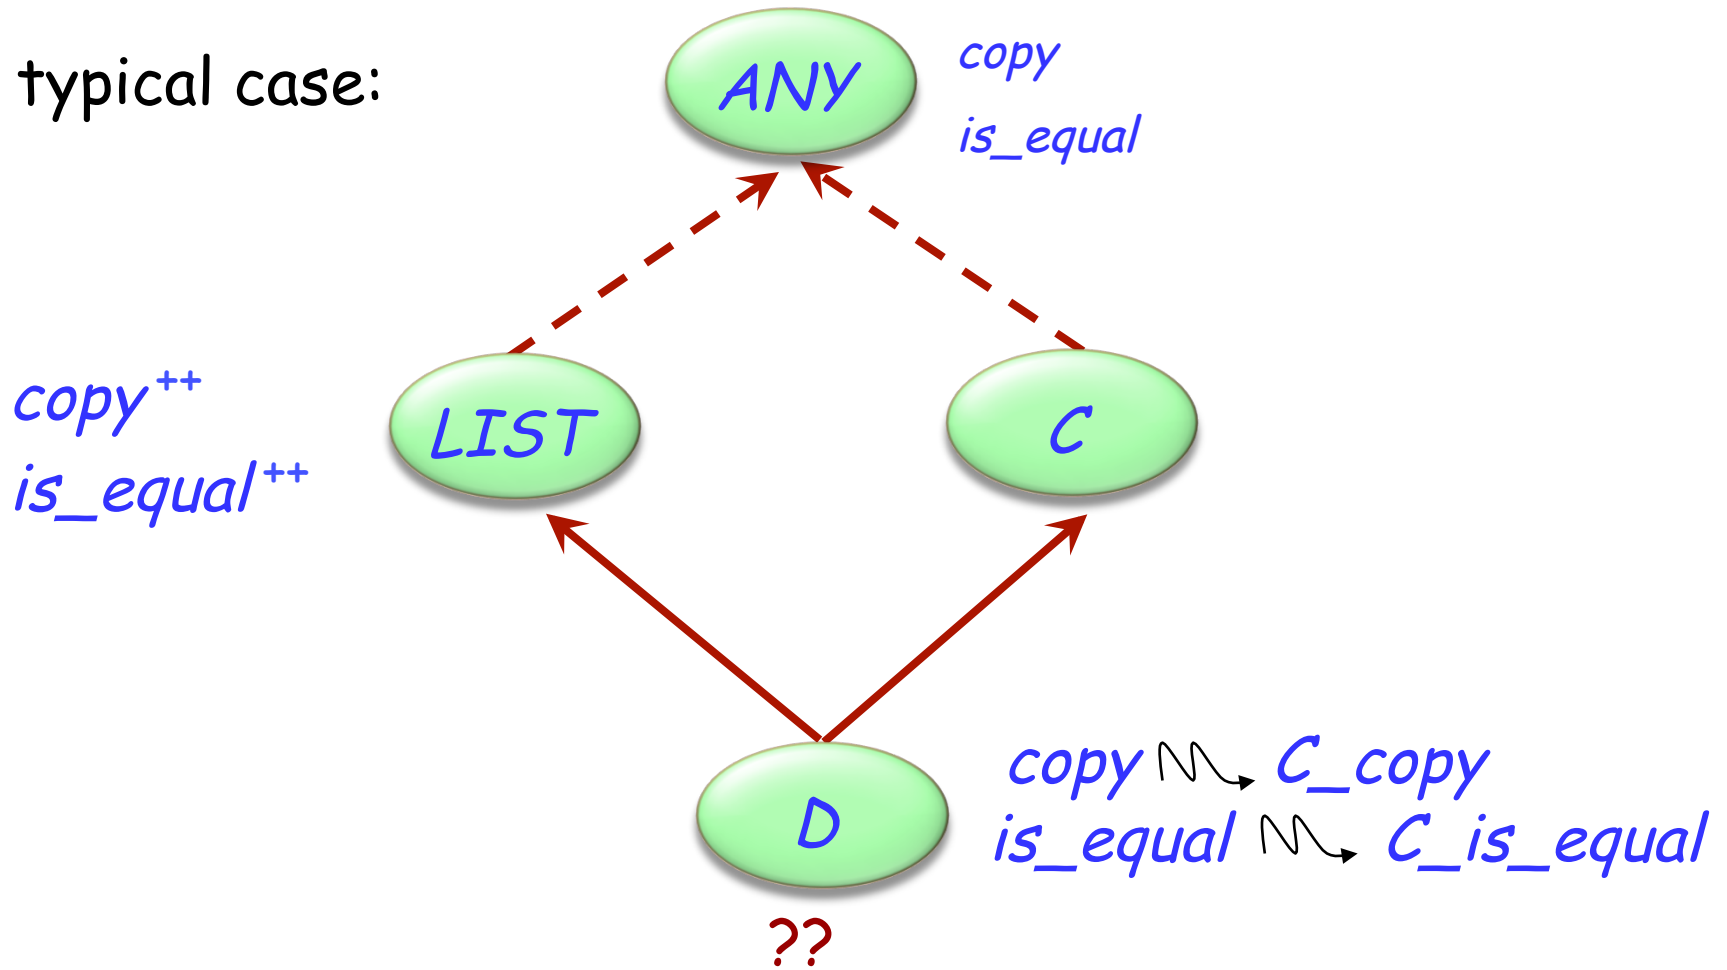 typical case:
ANY
copy
is_equal
copy ++
is_equal ++
LIST
C
D
copy C_copy
is_equal C_is_equal
??